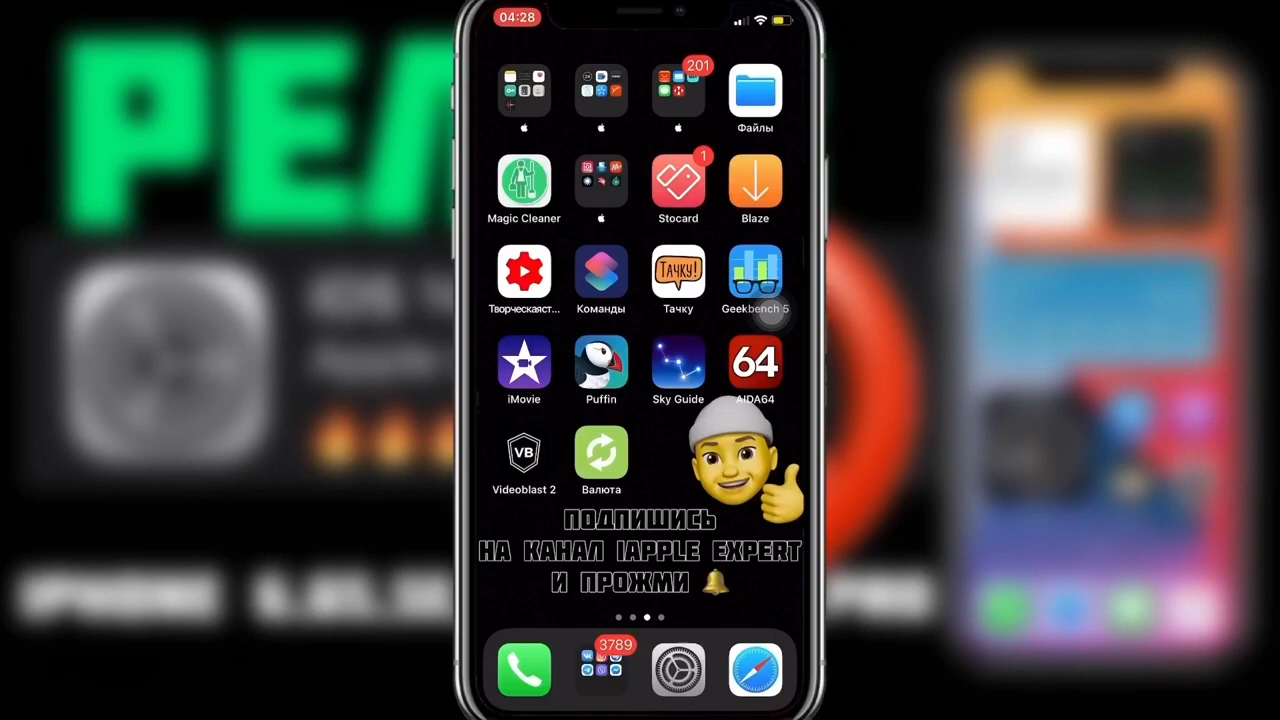 04:28
201
Файлы
1
Magic Cleaner
Stocard
Blaze
Тачку!
Творческаяст...
Команды
Тачку
Geekbench 5
64
iMovie
Puffin
Sky Guide
AIDA64
VB
Videoblast 2
Валюта
ПОДПИШИСЬ
НА КАНАЛ IAPPLE EXPERT
И ПРОЖМИ
3789